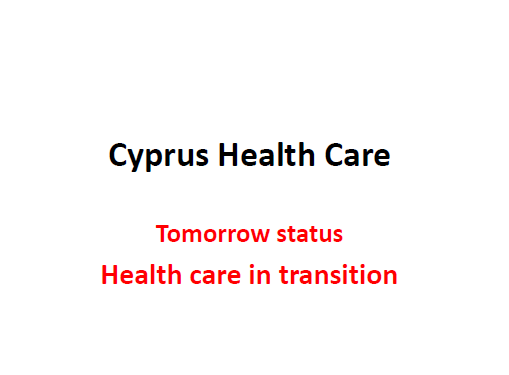 Cyprus Health Care
Tomorrow status
Health care in transition